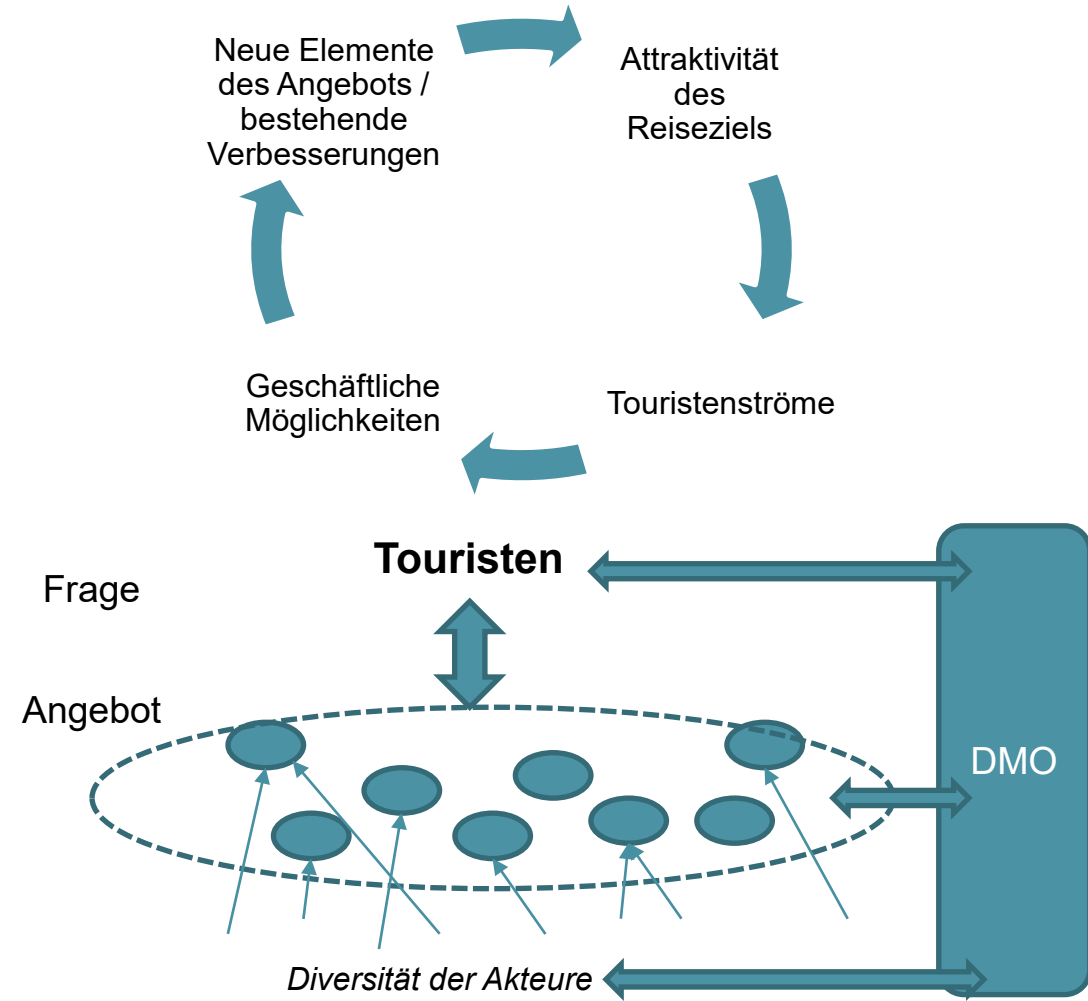 Neue Elemente
des Angebots /
bestehende
Verbesserungen
Attraktivität
des
Reiseziels
Geschäftliche
Möglichkeiten
Touristenströme
Touristen
Frage
Angebot
DMO
Diversität der Akteure